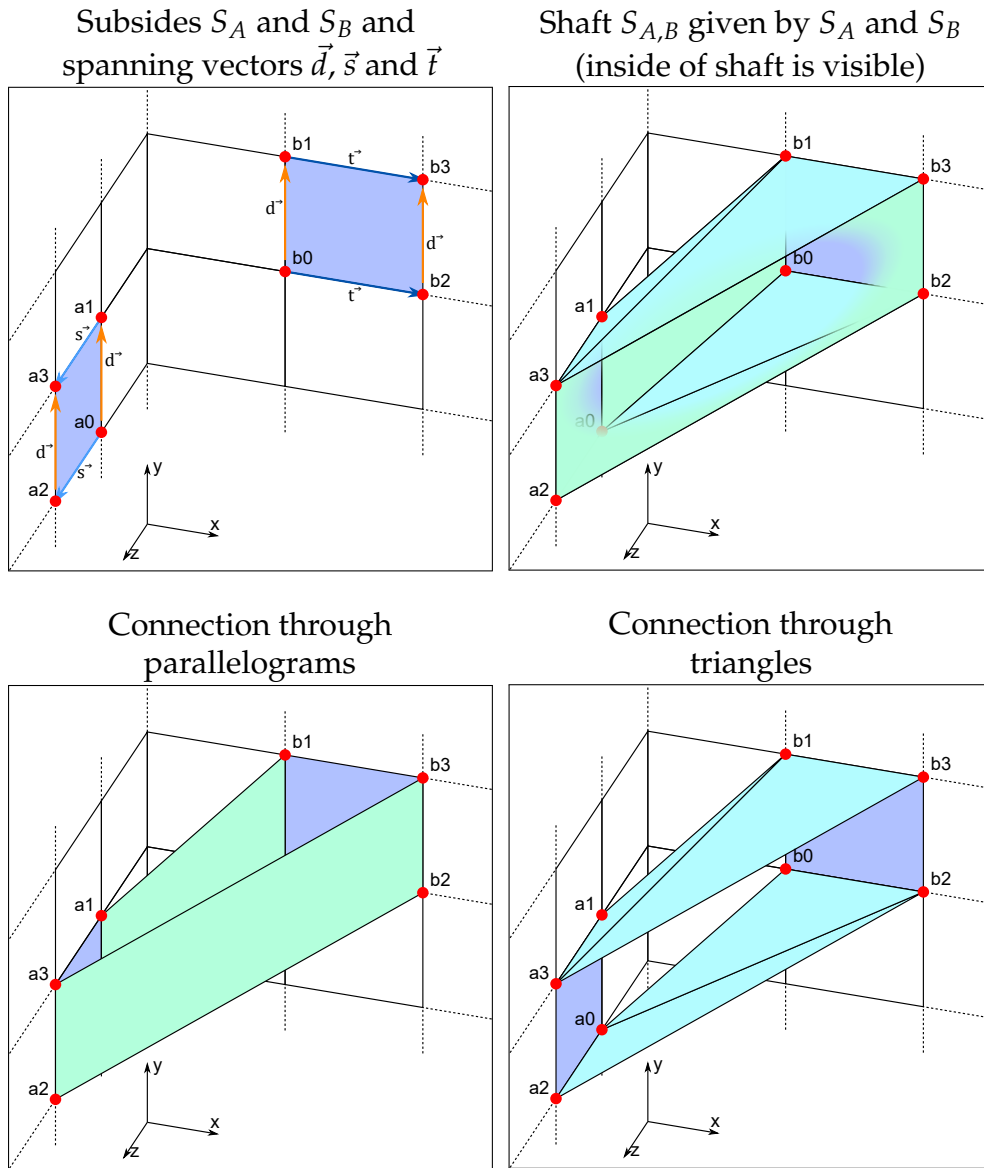 Subsides S_A and S_B and
spanning vectors d⃗, s⃗ and t⃗
b1
t⃗
b3
d⃗
d⃗
b0
b2
t⃗
a1
s⃗
d⃗
a3
a0
d⃗
s⃗
a2
y
x
z
Shaft S_{A,B} given by S_A and S_B
(inside of shaft is visible)
b1
b3
b0
b2
a1
a3
a0
a2
y
x
z
Connection through
parallelograms
b1
b3
b2
a1
a3
a2
y
x
z
Connection through
triangles
b1
b3
b0
b2
a1
a3
a0
a2
y
x
z